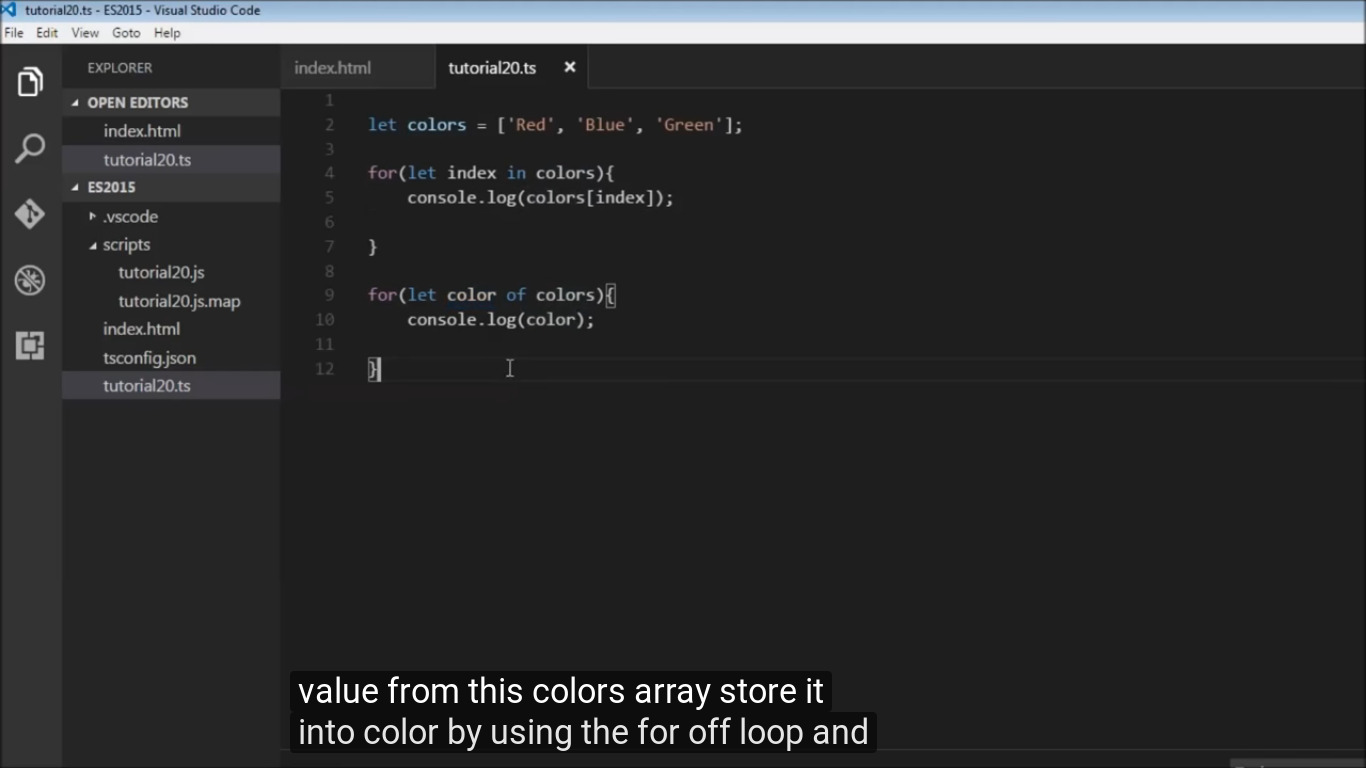 tutorial20.ts - ES2015 - Visual Studio Code
File Edit View Goto Help
EXPLORER
OPEN EDITORS
index.html
tutorial20.ts
ES2015
.vscode
scripts
tutorial20.js
tutorial20.js.map
index.html
tsconfig.json
tutorial20.ts
index.html tutorial20.ts
1
2 let colors = ['Red', 'Blue', 'Green'];
3
4 for(let index in colors){
5 console.log(colors[index]);
6
7 }
8
9 for(let color of colors){
10 console.log(color);
11
12 }
value from this colors array store it
into color by using the for off loop and